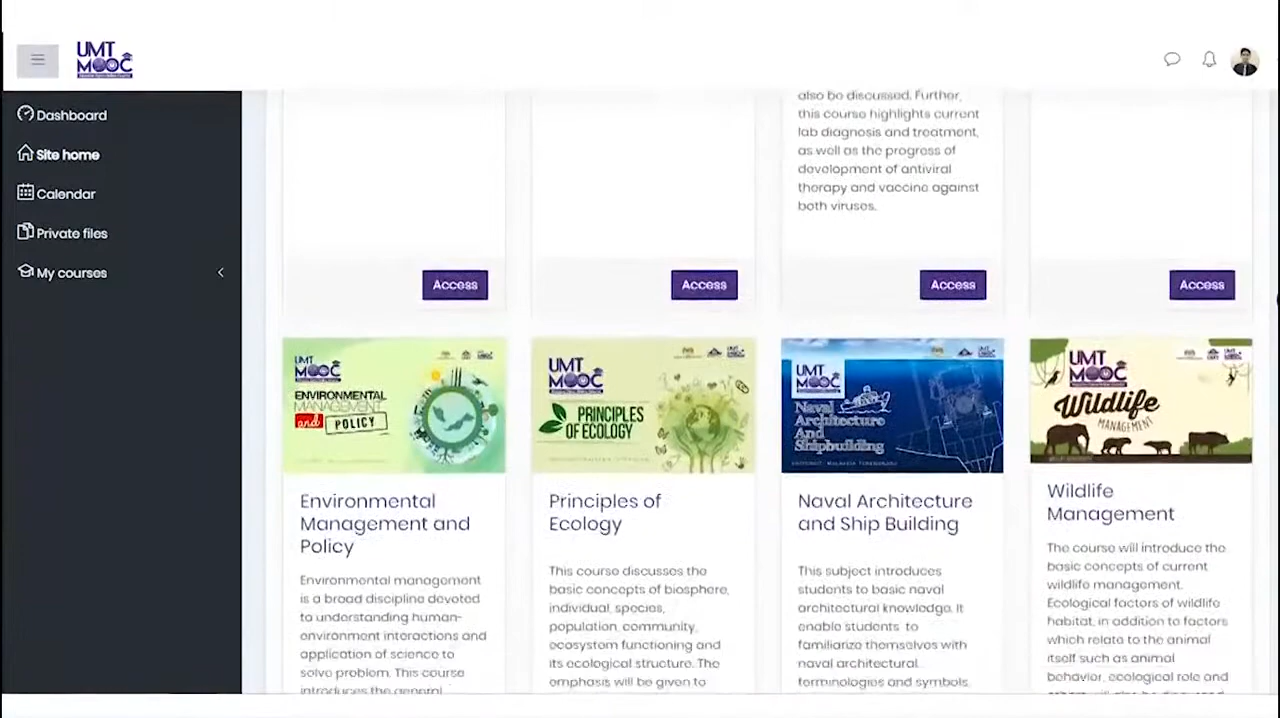 UMT
MOOC
Dashboard
Site home
Calendar
Private files
My courses
also be discussed. Further,
this course highlights current
lab diagnosis and treatment,
as well as the progress of
development of antiviral
therapy and vaccine against
both viruses.
Access
Access
Access
Access
UMT
MOOC
ENVIRONMENTAL
MANAGEMENT
and
POLICY
UMT
MOOC
PRINCIPLES
OF ECOLOGY
UMT
MOOC
Naval
Architecture
And
Shipbuilding
UMT
MOOC
Wildlife
MANAGEMENT
Environmental
Management and
Policy
Environmental management
is a broad discipline devoted
to understanding human-
environment interactions and
application of science to
solve problem. This course
introduces the general
Principles of
Ecology
This course discusses the
basic concepts of biosphere,
individual, species,
population, community,
ecosystem functioning and
its ecological structure. The
emphasis will be given to
Naval Architecture
and Ship Building
This subject introduces
students to basic naval
architectural knowledge. It
enable students to
familiarize themselves with
naval architectural
terminologies and symbols,
Wildlife
Management
The course will introduce the
basic concepts of current
wildlife management.
Ecological factors of wildlife
habitat, in addition to factors
which relate to the animal
itself such as animal
behavior, ecological role and
others will also be discussed